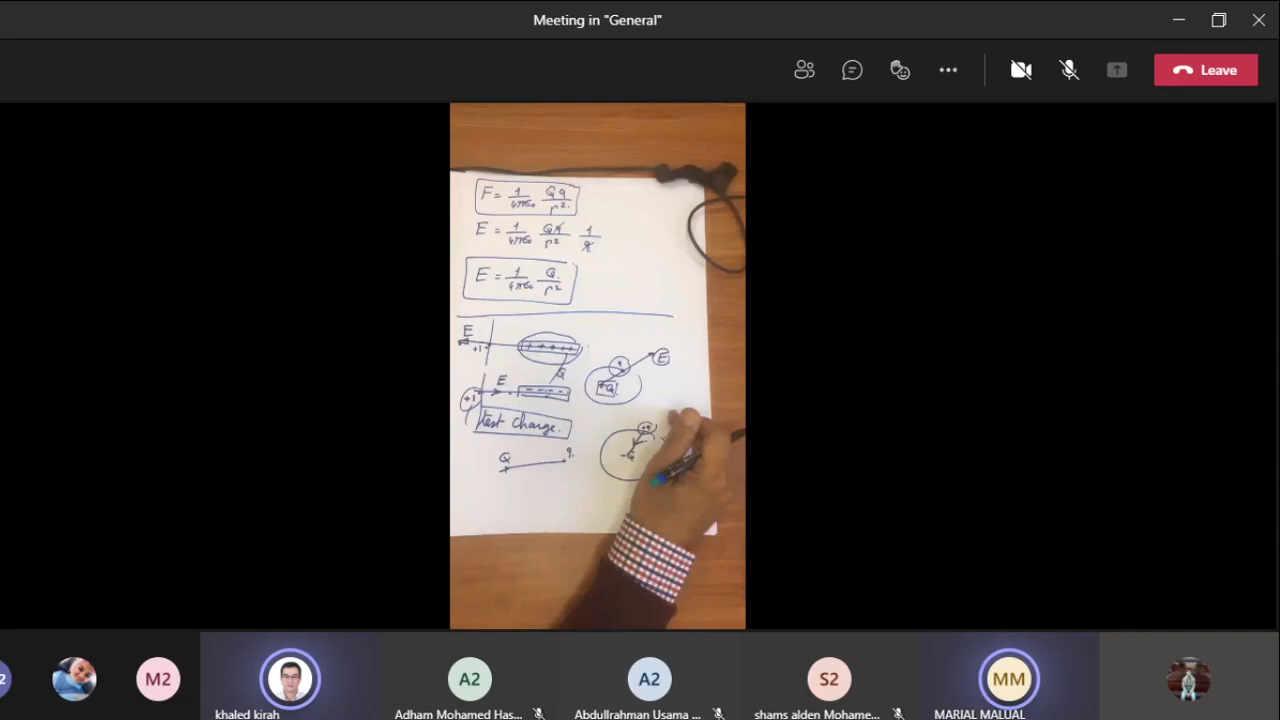 Meeting in "General"
Leave
F = 1/4πε₀ Qq/r²
E = 1/4πε₀ Qq/r² 1/q
E = 1/4πε₀ Q/r²
E
+1
+ + + + +
Q
q
E
Q
E
+1
- - - -
test charge.
+q
-Q
Q
q
+
M2
A2
A2
S2
MM
khaled kirah
Adham Mohamed Has...
Abdullrahman Usama ...
shams alden Mohame...
MARIAL MALUAL